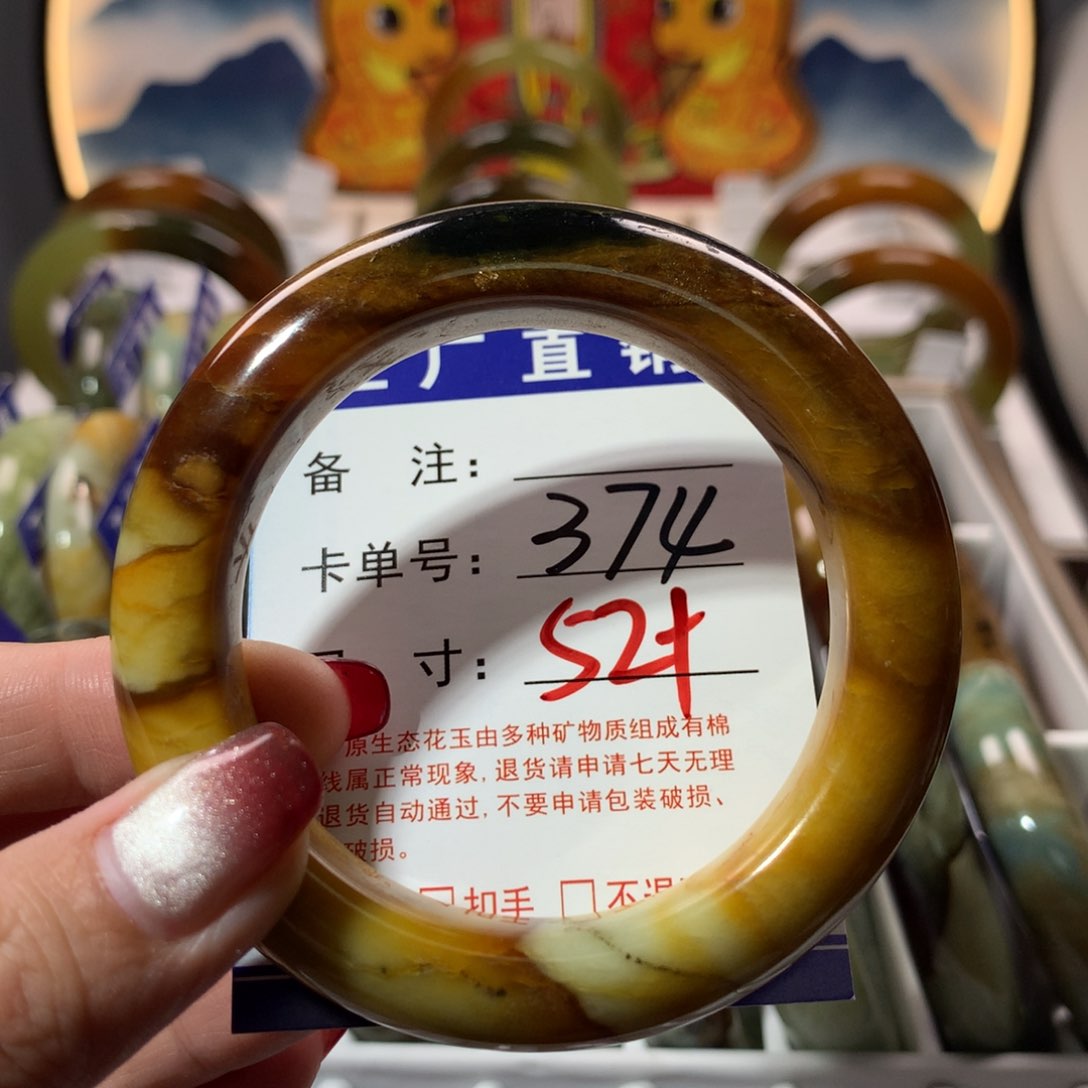 厂直销
备 注：
卡单号： 374
寸： 52+
原生态花玉由多种矿物质组成有棉
线属正常现象，退货请申请七天无理
退货自动通过，不要申请包装破损、
破损。
□扣手 □不退